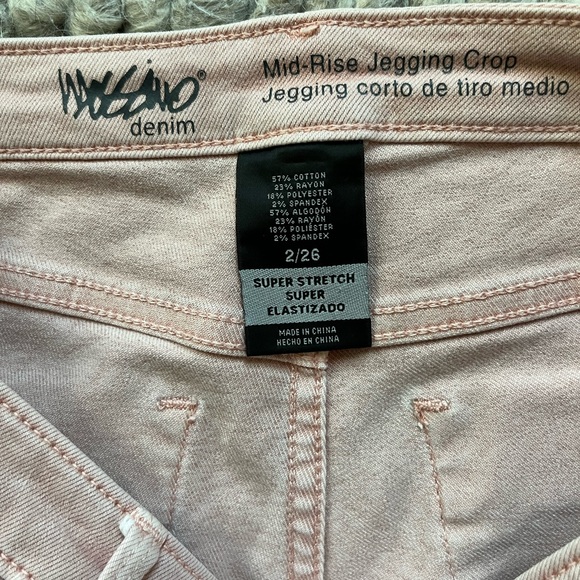 Mossimo®
denim
Mid-Rise Jegging Crop
Jegging corto de tiro medio
57% COTTON
23% RAYON
18% POLYESTER
2% SPANDEX
57% ALGODÓN
23% RAYON
18% POLIÉSTER
2% SPANDEX
2/26
SUPER STRETCH
SUPER
ELASTIZADO
MADE IN CHINA
HECHO EN CHINA